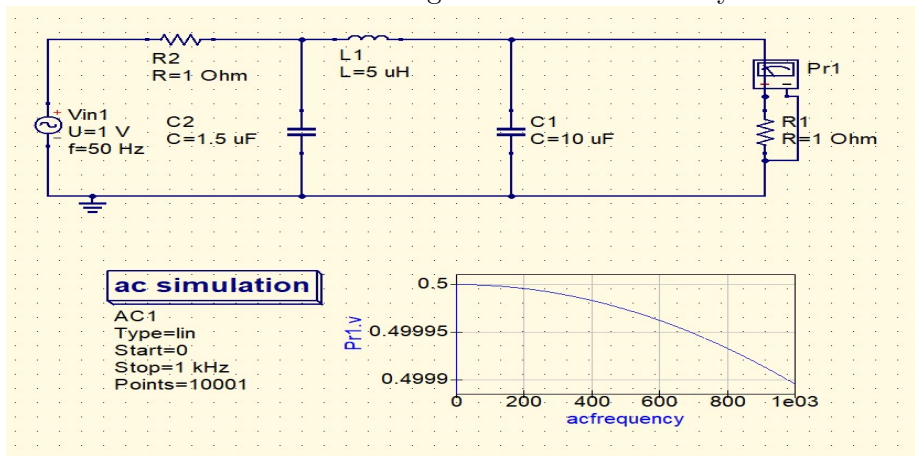 R2
R=1 Ohm
L1
L=5 uH
Pr1
Vin1
U=1 V
f=50 Hz
C2
C=1.5 uF
C1
C=10 uF
R1
R=1 Ohm
ac simulation
AC1
Type=lin
Start=0
Stop=1 kHz
Points=10001
Pr1.v
0.5
0.49995
0.4999
0 200 400 600 800 1e03
acfrequency